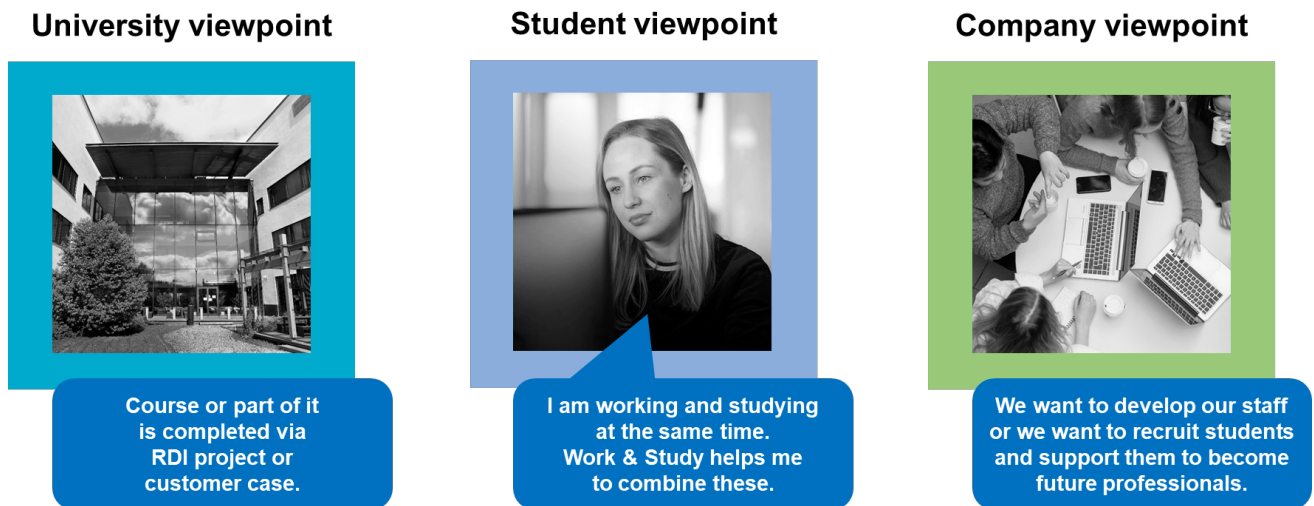 University viewpoint
Student viewpoint
Company viewpoint
Course or part of it
is completed via
RDI project or
customer case.
I am working and studying
at the same time.
Work & Study helps me
to combine these.
We want to develop our staff
or we want to recruit students
and support them to become
future professionals.